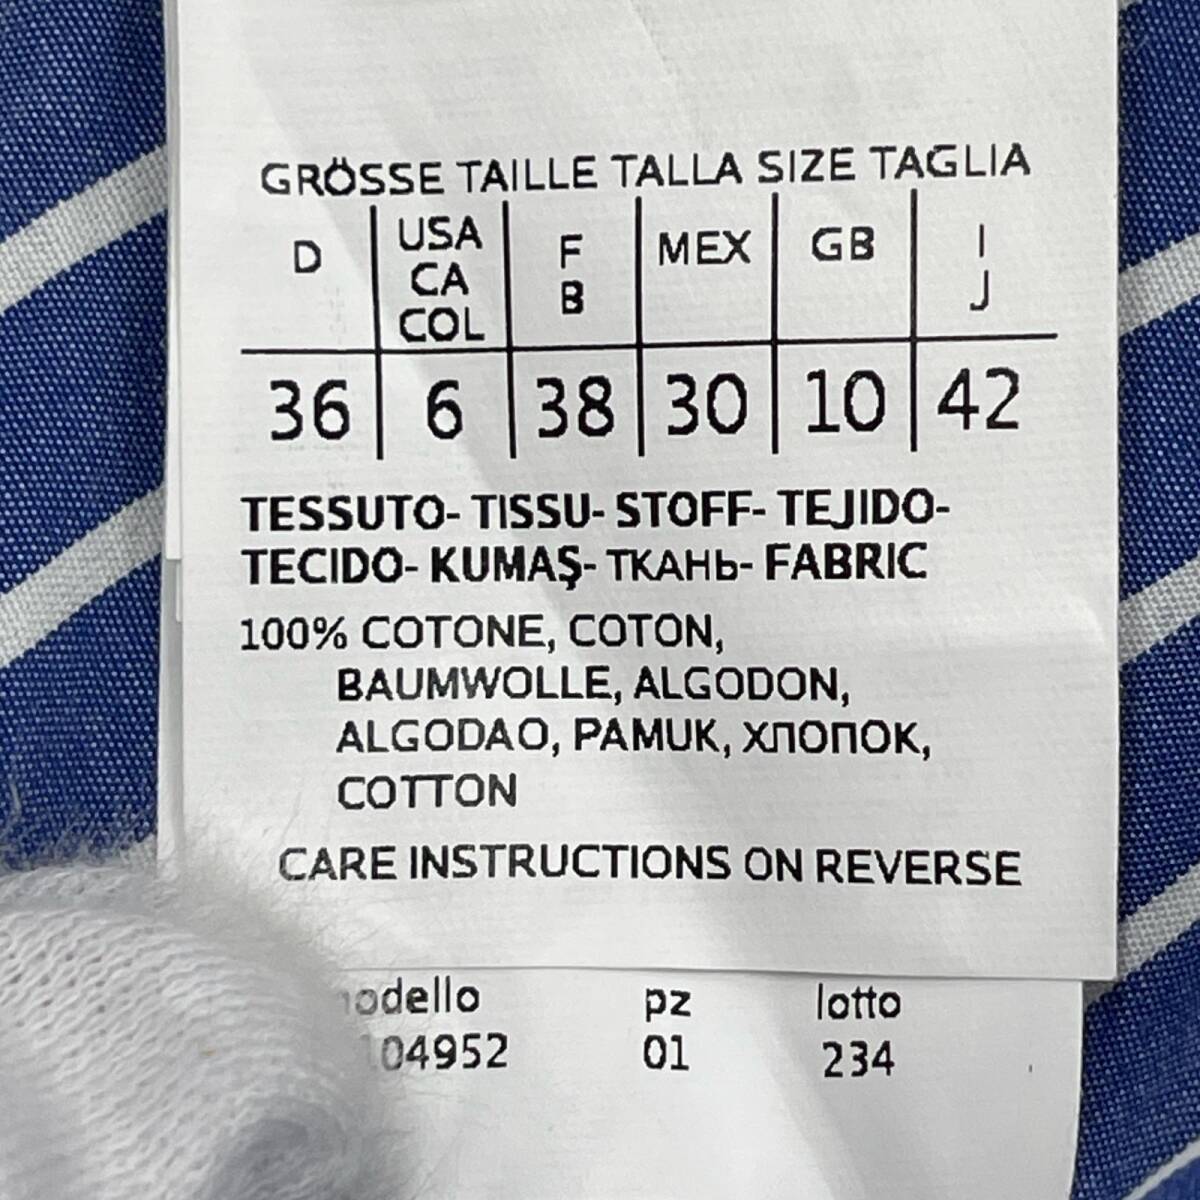 GRÖSSE TAILLE TALLA SIZE TAGLIA
D USA CA COL F B MEX GB I J
36 6 38 30 10 42
TESSUTO- TISSU- STOFF- TEJIDO-
TECIDO- KUMAŞ- ТКАНЬ- FABRIC
100% COTONE, COTON,
BAUMWOLLE, ALGODON,
ALGODAO, PAMUK, ХЛОПОК,
COTTON
CARE INSTRUCTIONS ON REVERSE
pz lotto
01 234